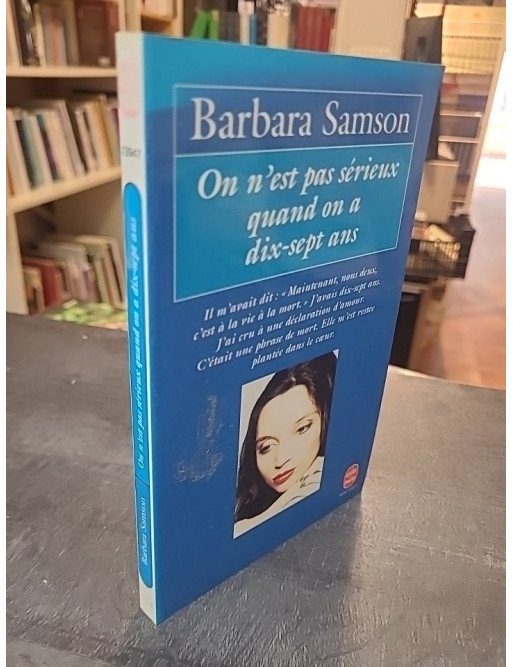 Barbara Samson
On n'est pas sérieux
quand on a
dix-sept ans
Il m'avait dit : « Maintenant, nous deux,
c'est à la vie à la mort. » J'avais dix-sept ans.
J'ai cru à une déclaration d'amour.
C'était une phrase de mort. Elle m'est restée
plantée dans le cœur.
Barbara Samson
On n'est pas sérieux quand on a dix-sept ans